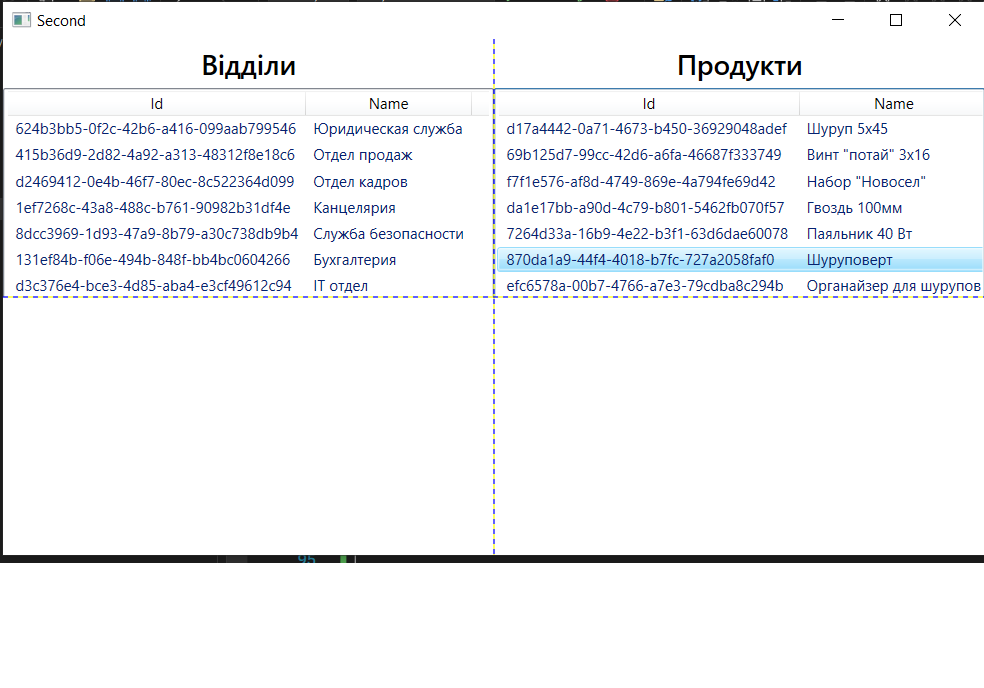 Second
Відділи
Id Name
624b3bb5-0f2c-42b6-a416-099aab799546 Юридическая служба
415b36d9-2d82-4a92-a313-48312f8e18c6 Отдел продаж
d2469412-0e4b-46f7-80ec-8c522364d099 Отдел кадров
1ef7268c-43a8-488c-b761-90982b31df4e Канцелярия
8dcc3969-1d93-47a9-8b79-a30c738db9b4 Служба безопасности
131ef84b-f06e-494b-848f-bb4bc0604266 Бухгалтерия
d3c376e4-bce3-4d85-aba4-e3cf49612c94 IT отдел
Продукти
Id Name
d17a4442-0a71-4673-b450-36929048adef Шуруп 5х45
69b125d7-99cc-42d6-a6fa-46687f333749 Винт "потай" 3х16
f7f1e576-af8d-4749-869e-4a794fe69d42 Набор "Новосел"
da1e17bb-a90d-4c79-b801-5462fb070f57 Гвоздь 100мм
7264d33a-16b9-4e22-b3f1-63d6dae60078 Паяльник 40 Вт
870da1a9-44f4-4018-b7fc-727a2058faf0 Шуруповерт
efc6578a-00b7-4766-a7e3-79cdba8c294b Органайзер для шурупов